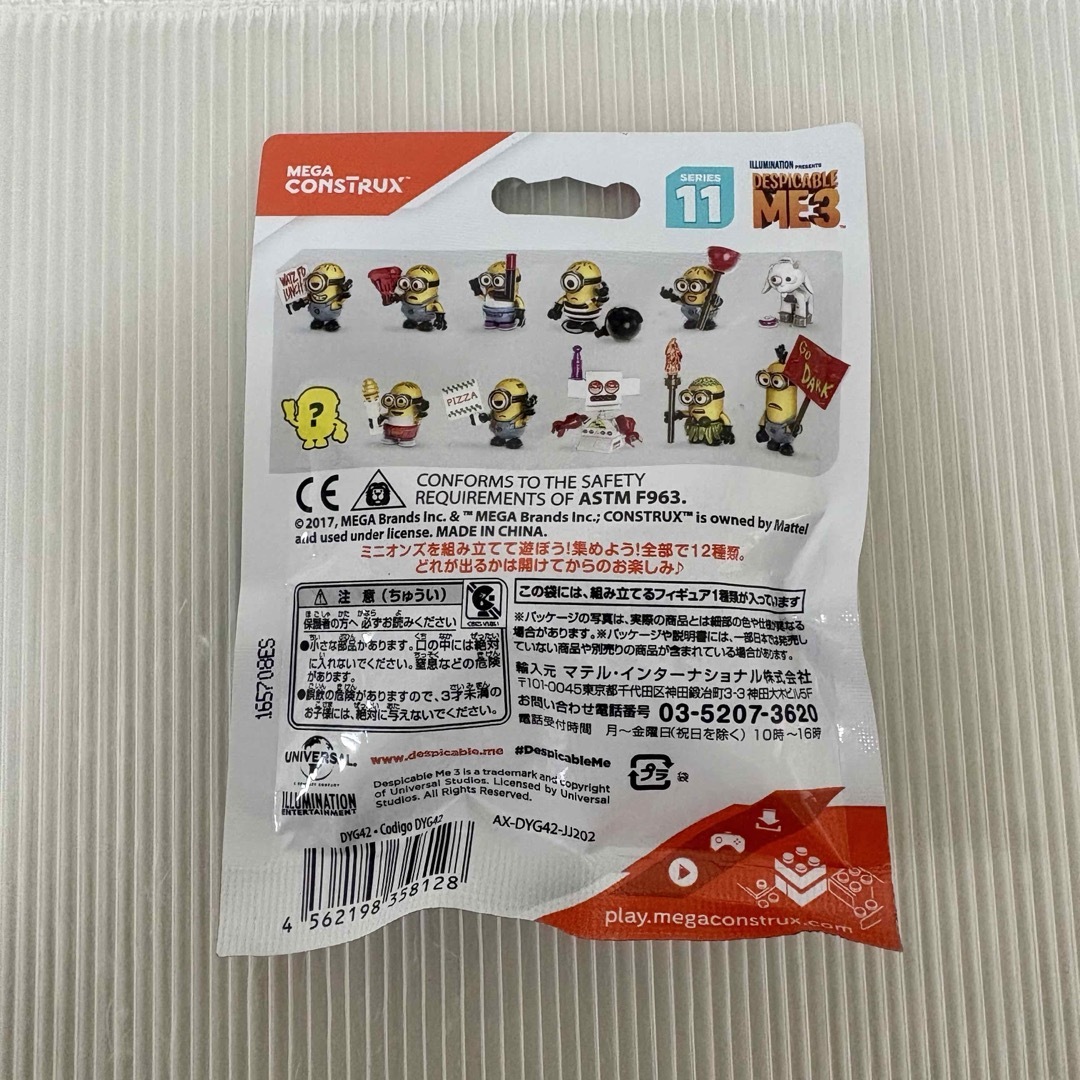 MEGA
CONSTRUX™
SERIES
11
ILLUMINATION PRESENTS
DESPICABLE
ME3™
WATZ FO
LUNCH?
GO
DARK
?
PIZZA
CE
CONFORMS TO THE SAFETY
REQUIREMENTS OF ASTM F963.
©2017, MEGA Brands Inc. & ™ MEGA Brands Inc.; CONSTRUX™ is owned by Mattel
and used under license. MADE IN CHINA.
ミニオンズを組み立てて遊ぼう!集めよう!全部で12種類。
どれが出るかは開けてからのお楽しみ♪
注意(ちゅうい)
保護者の方へ 必ずお読みください
●小さな部品があります。口の中には絶対
に入れないでください。窒息などの危険
があります。
●誤飲の危険がありますので、3才未満の
お子様には、絶対に与えないでください。
この袋には、組み立てるフィギュア1種類が入っています
※パッケージの写真は、実際の商品とは細部の色や仕様が異なる
場合があります。※パッケージや説明書には、一部日本では発売し
ていない商品や別売りの商品が含まれている場合があります。
輸入元 マテル・インターナショナル株式会社
〒101-0045東京都千代田区神田鍛冶町3-3 神田大木ビル5F
お問い合わせ電話番号 03-5207-3620
電話受付時間 月〜金曜日(祝日を除く) 10時〜16時
165708ES
UNIVERSAL
ILLUMINATION
ENTERTAINMENT
www.despicable.me #DespicableMe
Despicable Me 3 is a trademark and copyright
of Universal Studios. Licensed by Universal
Studios. All Rights Reserved.
プラ 袋
DYG42 • Codigo DYG42
AX-DYG42-JJ202
4 562198 358128
play.megaconstrux.com